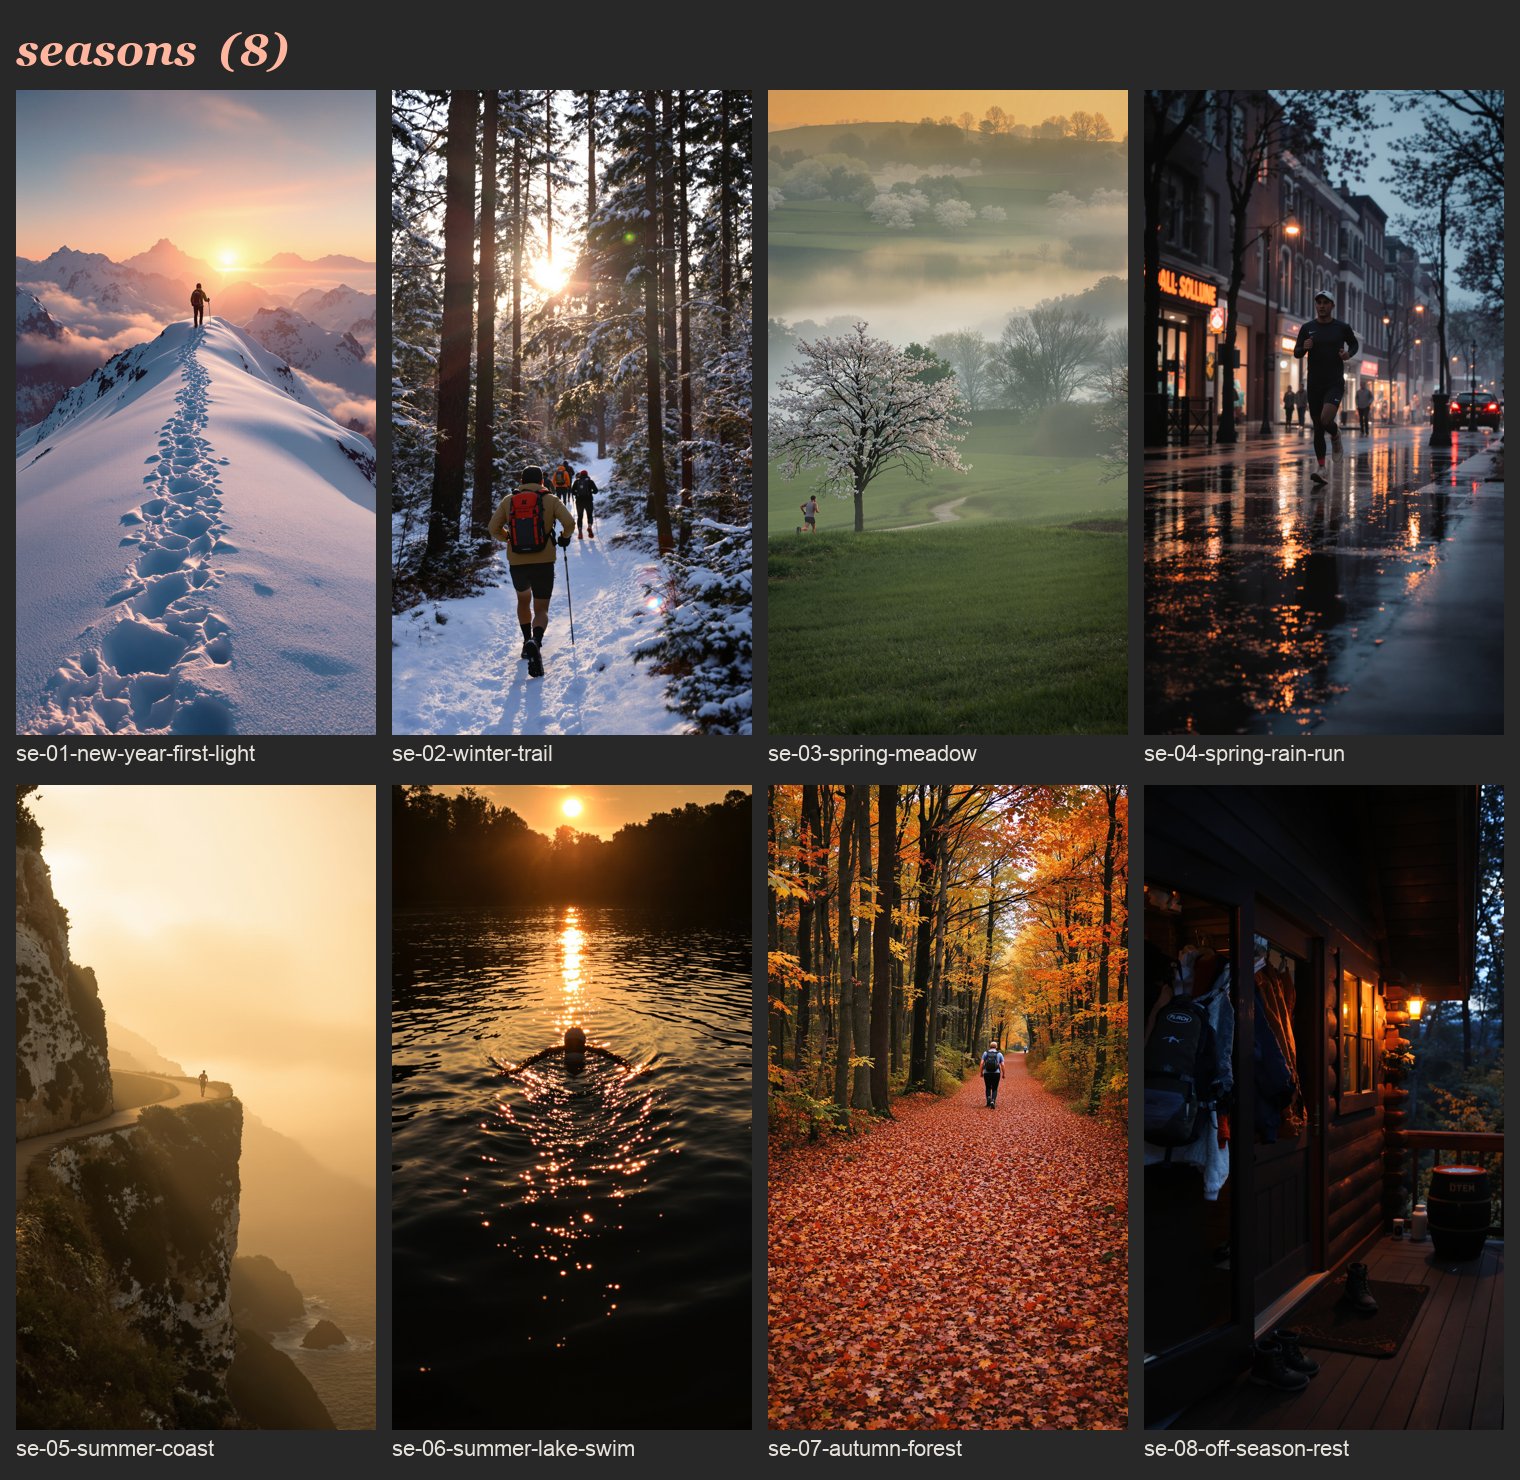 seasons (8)
se-01-new-year-first-light
se-02-winter-trail
se-03-spring-meadow
se-04-spring-rain-run
se-05-summer-coast
se-06-summer-lake-swim
se-07-autumn-forest
se-08-off-season-rest